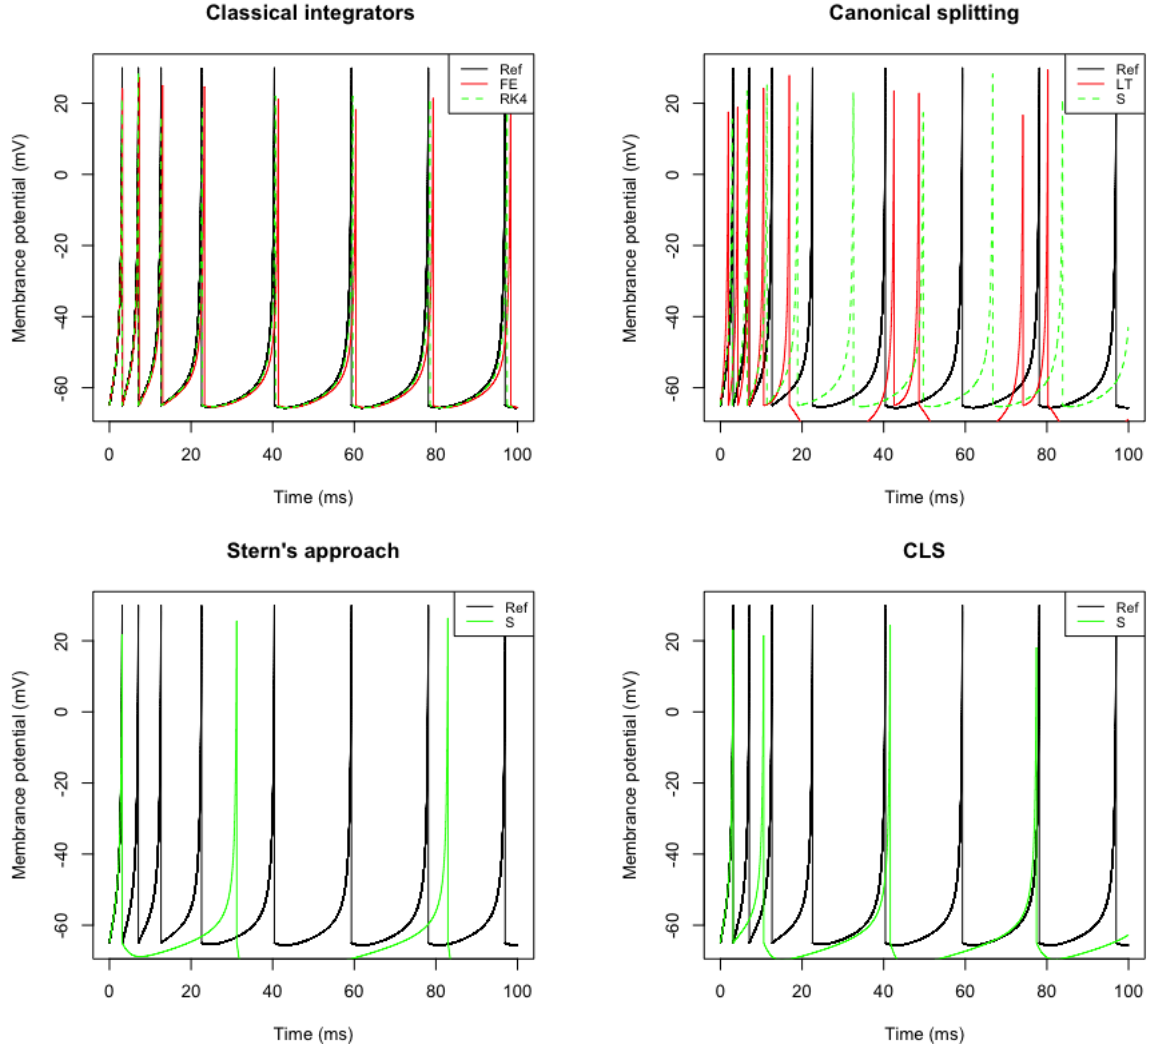 Classical integrators
Membrance potential (mV)
20
0
-20
-40
-60
Ref
FE
RK4
0 20 40 60 80 100
Time (ms)
Canonical splitting
Membrance potential (mV)
20
0
-20
-40
-60
Ref
LT
S
0 20 40 60 80 100
Time (ms)
Stern's approach
Membrance potential (mV)
20
0
-20
-40
-60
Ref
S
0 20 40 60 80 100
Time (ms)
CLS
Membrance potential (mV)
20
0
-20
-40
-60
Ref
S
0 20 40 60 80 100
Time (ms)